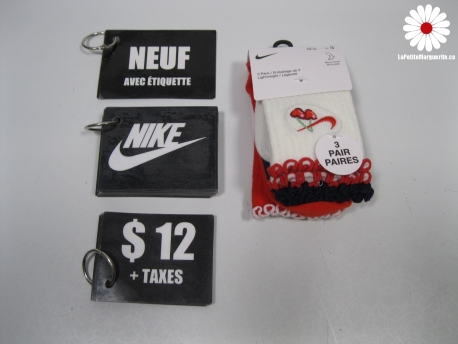 LaPetiteMarguerite.ca
NEUF
AVEC ÉTIQUETTE
NIKE
$ 12
+ TAXES
3
PAIR
PAIRES